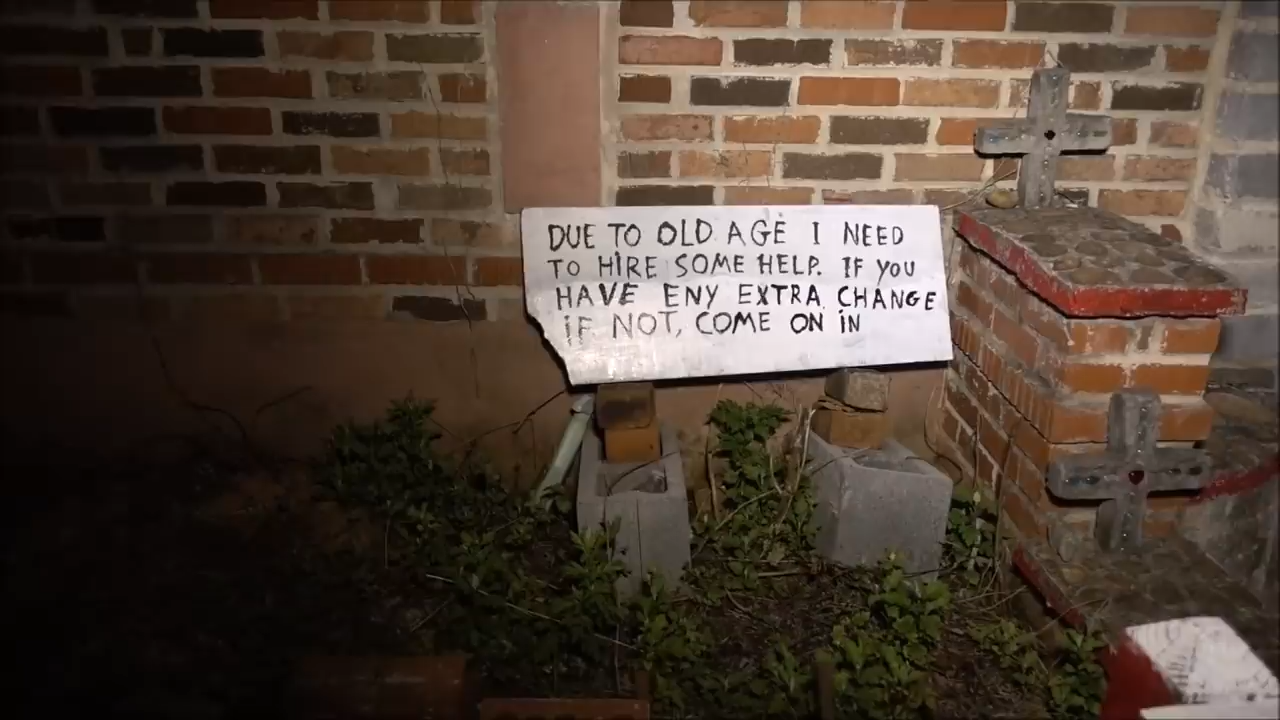 DUE TO OLD AGE I NEED
TO HIRE SOME HELP. IF YOU
HAVE ENY EXTRA CHANGE
IF NOT, COME ON IN